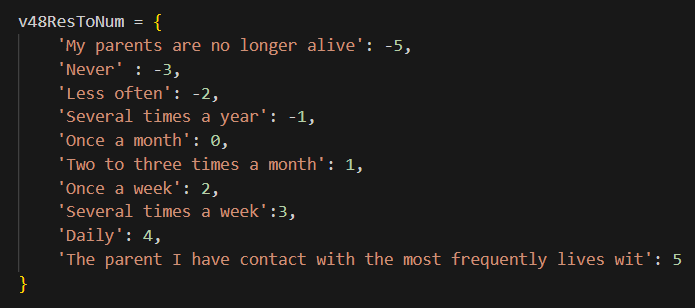 v48ResToNum = {
    'My parents are no longer alive': -5,
    'Never' : -3,
    'Less often': -2,
    'Several times a year': -1,
    'Once a month': 0,
    'Two to three times a month': 1,
    'Once a week': 2,
    'Several times a week':3,
    'Daily': 4,
    'The parent I have contact with the most frequently lives wit': 5
}